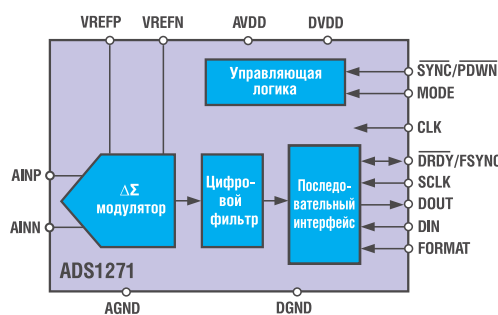 VREFP VREFN AVDD DVDD
Управляющая
логика
SYNC/PDWN
MODE
CLK
AINP
AINN
ΔΣ
модулятор
Цифро-
вой
фильтр
Последо-
вательный
интерфейс
DRDY/FSYNC
SCLK
DOUT
DIN
FORMAT
ADS1271
AGND DGND